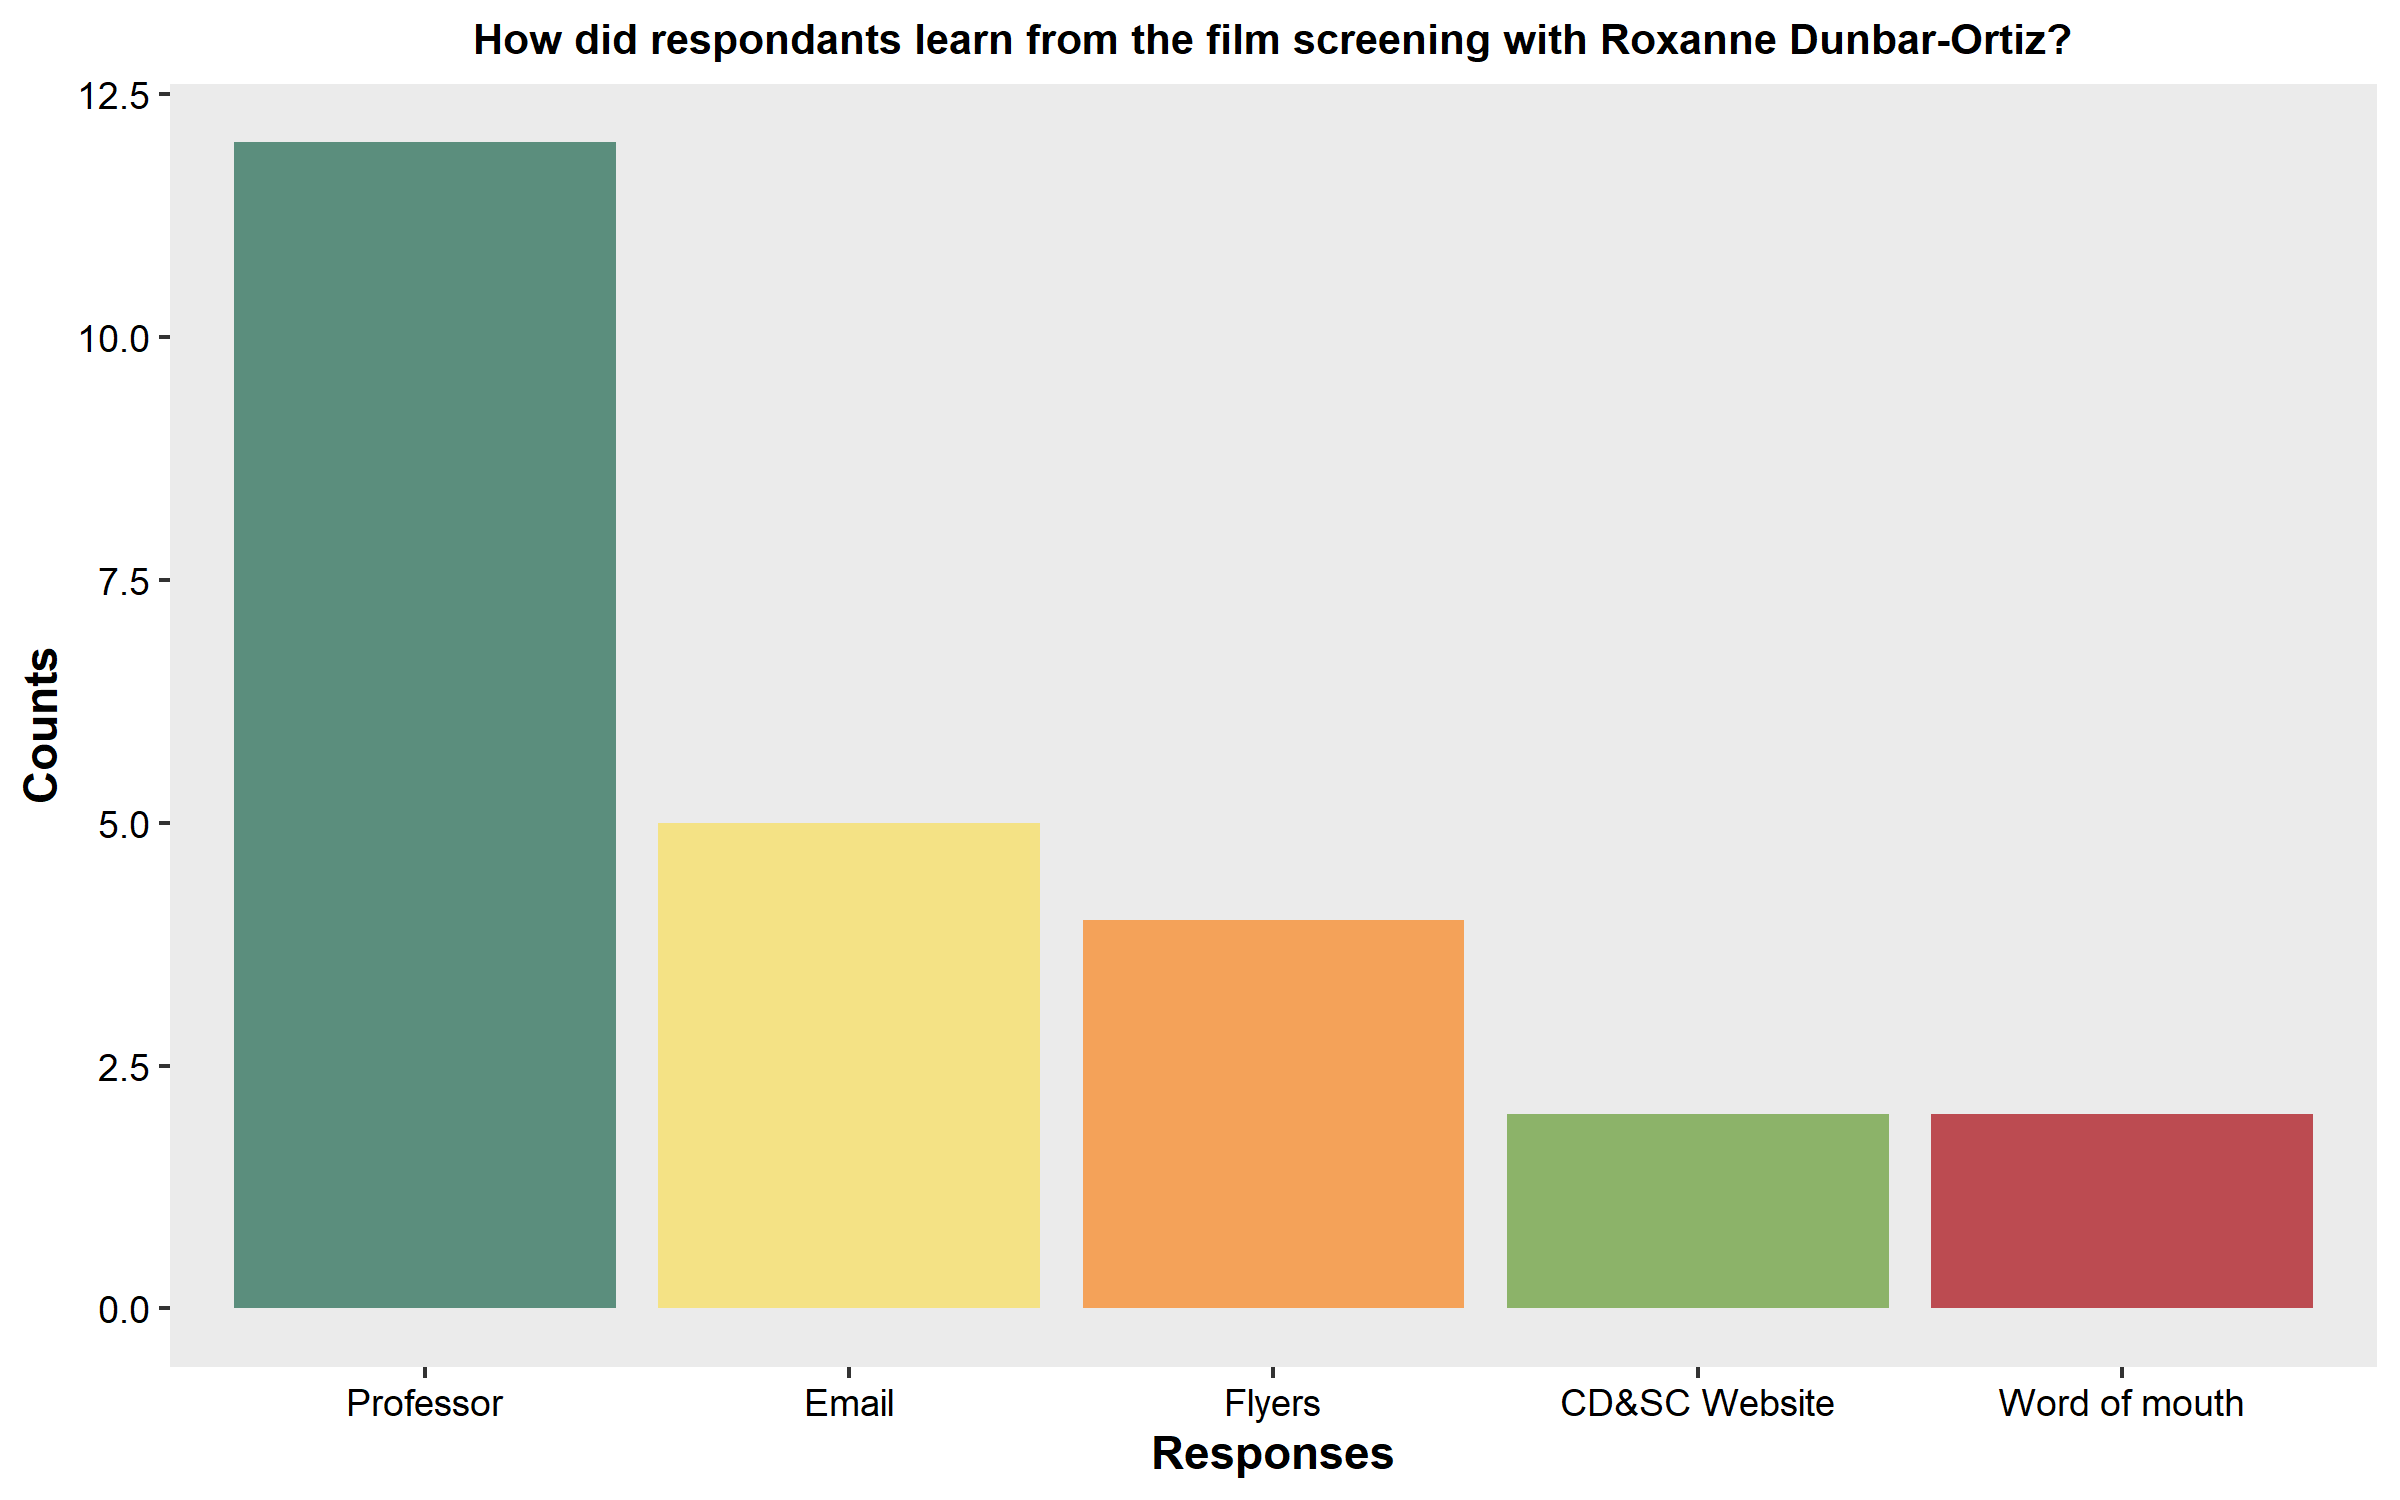 How did respondants learn from the film screening with Roxanne Dunbar-Ortiz?
12.5
10.0
7.5
5.0
2.5
0.0
Counts
Professor
Email
Flyers
CD&SC Website
Word of mouth
Responses